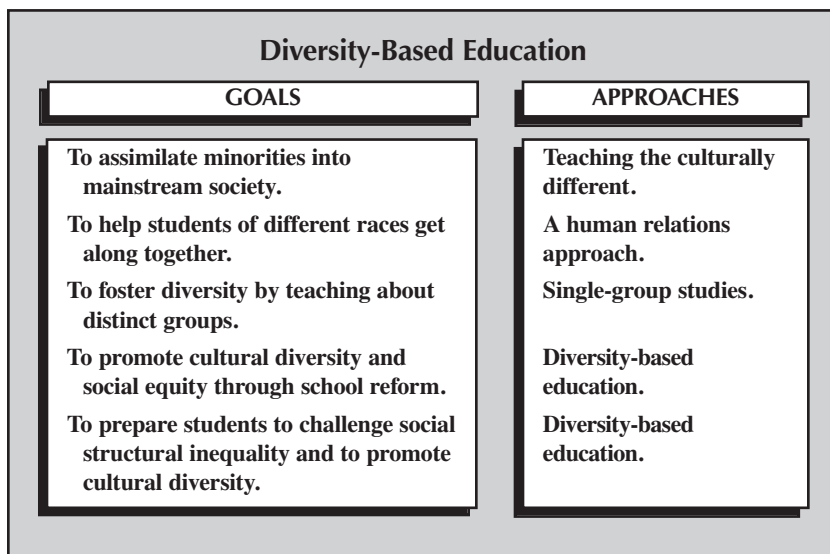 Diversity-Based Education
GOALS
To assimilate minorities into
mainstream society.
To help students of different races get
along together.
To foster diversity by teaching about
distinct groups.
To promote cultural diversity and
social equity through school reform.
To prepare students to challenge social
structural inequality and to promote
cultural diversity.
APPROACHES
Teaching the culturally
different.
A human relations
approach.
Single-group studies.
Diversity-based
education.
Diversity-based
education.